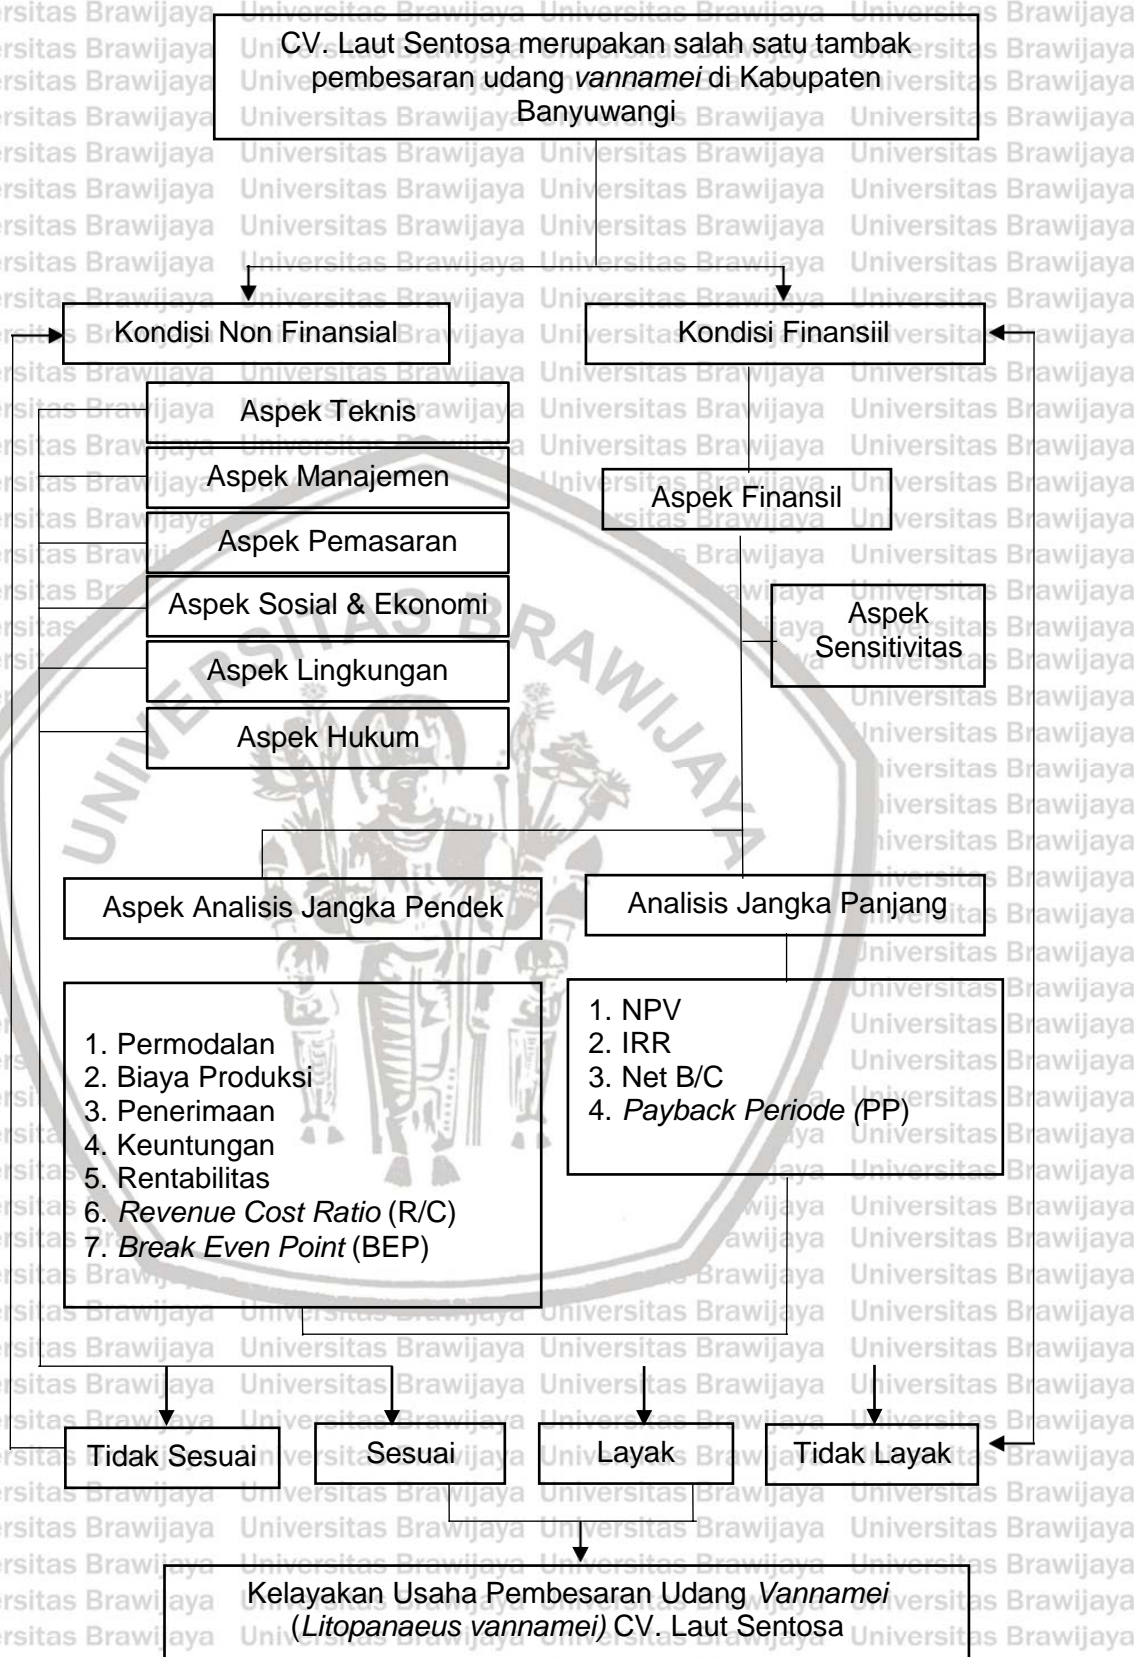 CV. Laut Sentosa merupakan salah satu tambak
pembesaran udang vannamei di Kabupaten
Banyuwangi
Kondisi Non Finansial
Kondisi Finansiil
Aspek Teknis
Aspek Manajemen
Aspek Pemasaran
Aspek Sosial & Ekonomi
Aspek Lingkungan
Aspek Hukum
Aspek Finansil
Aspek
Sensitivitas
Aspek Analisis Jangka Pendek
Analisis Jangka Panjang
1. Permodalan
2. Biaya Produksi
3. Penerimaan
4. Keuntungan
5. Rentabilitas
6. Revenue Cost Ratio (R/C)
7. Break Even Point (BEP)
1. NPV
2. IRR
3. Net B/C
4. Payback Periode (PP)
Tidak Sesuai
Sesuai
Layak
Tidak Layak
Kelayakan Usaha Pembesaran Udang Vannamei
(Litopanaeus vannamei) CV. Laut Sentosa
UNIVERSITAS BRAWIJAYA
Universitas Brawijaya